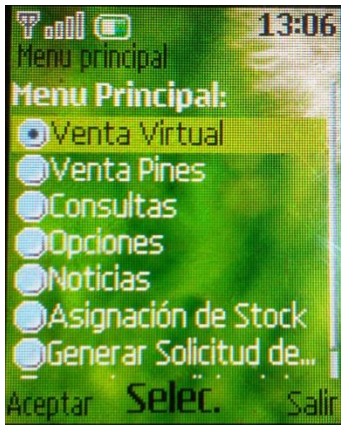 13:06
Menu principal
Menu Principal:
Venta Virtual
Venta Pines
Consultas
Opciones
Noticias
Asignación de Stock
Generar Solicitud de...
Aceptar Selec. Salir